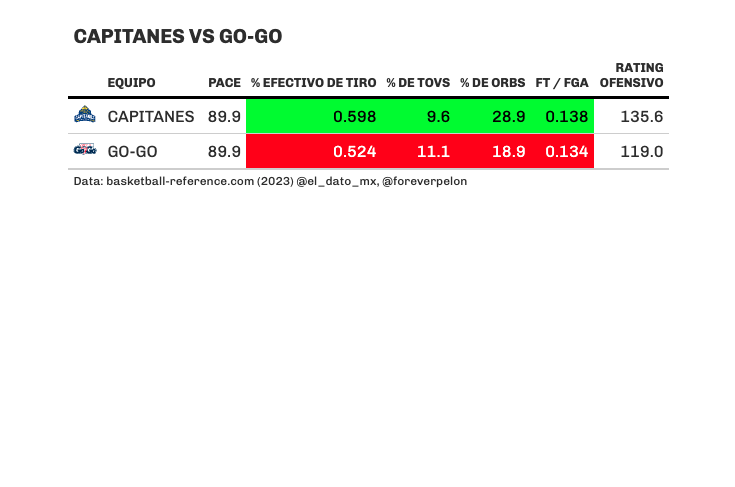 CAPITANES VS GO-GO
EQUIPO PACE % EFECTIVO DE TIRO % DE TOVS % DE ORBS FT / FGA RATING OFENSIVO
CAPITANES 89.9 0.598 9.6 28.9 0.138 135.6
GO-GO 89.9 0.524 11.1 18.9 0.134 119.0
Data: basketball-reference.com (2023) @el_dato_mx, @foreverpelon